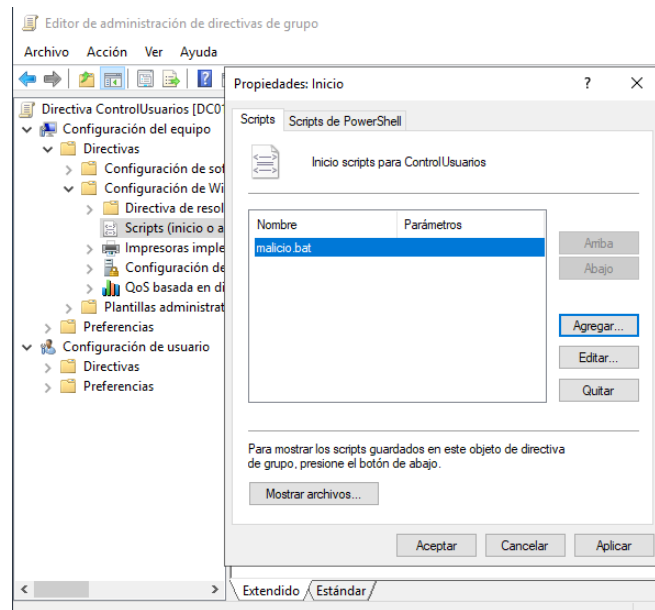 Editor de administración de directivas de grupo
Archivo Acción Ver Ayuda
Directiva ControlUsuarios [DC01
Configuración del equipo
Directivas
Configuración de sof
Configuración de Wi
Directiva de resol
Scripts (inicio o a
Impresoras imple
Configuración de
QoS basada en di
Plantillas administrat
Preferencias
Configuración de usuario
Directivas
Preferencias
Propiedades: Inicio
Scripts Scripts de PowerShell
Inicio scripts para ControlUsuarios
Nombre Parámetros
malicio.bat
Arriba
Abajo
Agregar...
Editar...
Quitar
Para mostrar los scripts guardados en este objeto de directiva
de grupo, presione el botón de abajo.
Mostrar archivos...
Aceptar Cancelar Aplicar
Extendido Estándar